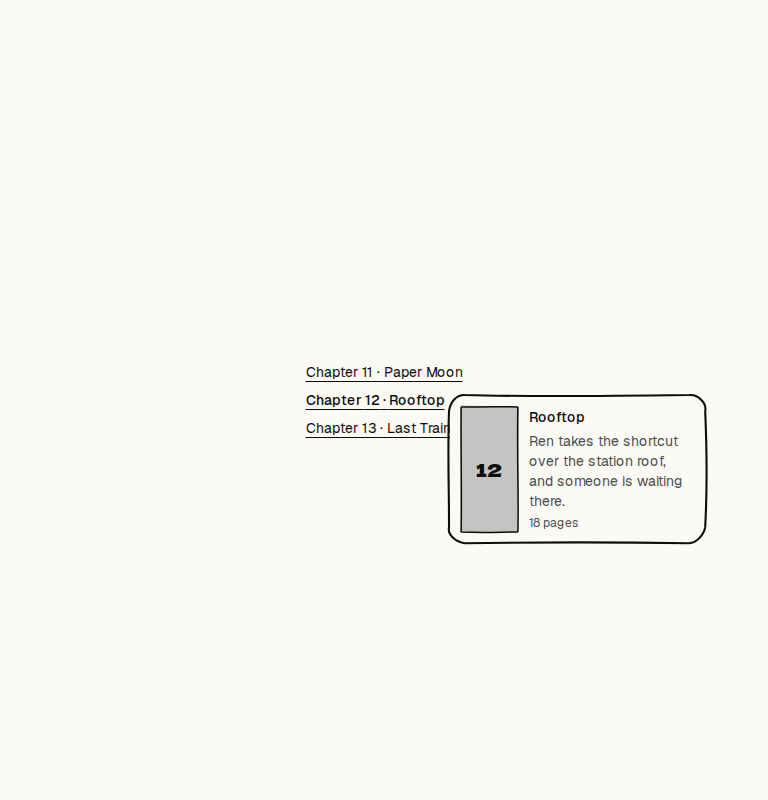 Chapter 11 · Paper Moon
Chapter 12 · Rooftop
Chapter 13 · Last Train
12
Rooftop
Ren takes the shortcut
over the station roof,
and someone is waiting
there.
18 pages